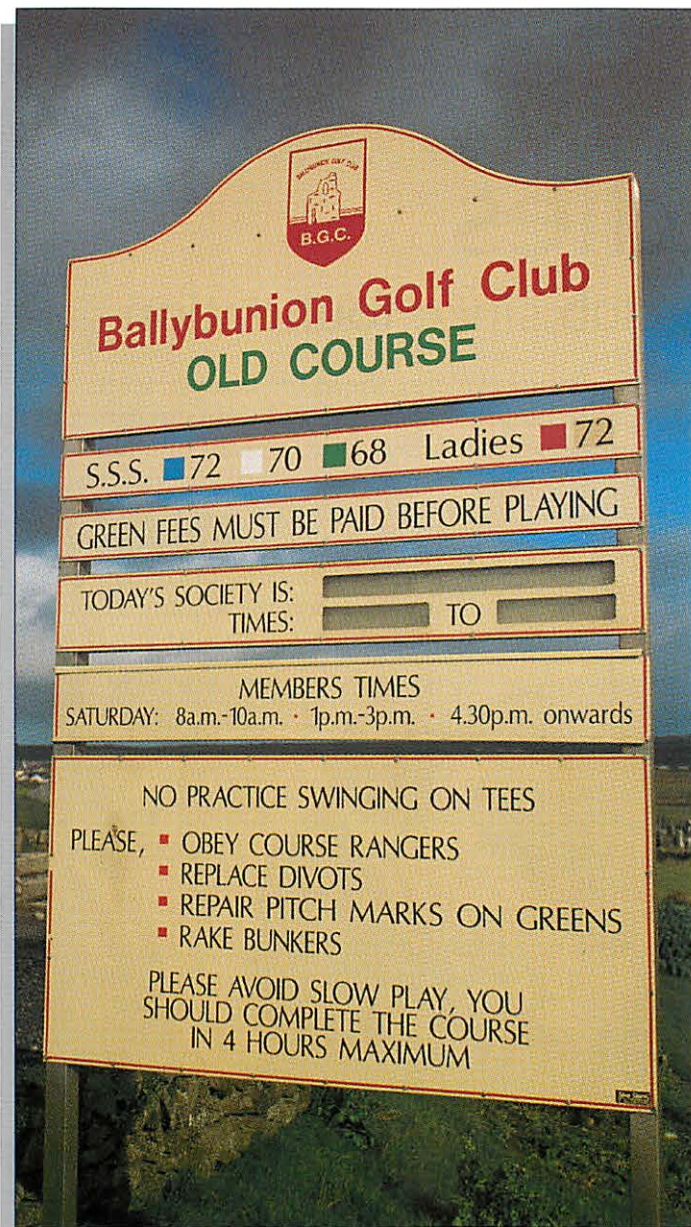 BALLYBUNION GOLF CLUB
B.G.C.
Ballybunion Golf Club
OLD COURSE
S.S.S. 72 70 68 Ladies 72
GREEN FEES MUST BE PAID BEFORE PLAYING
TODAY'S SOCIETY IS:
TIMES: TO
MEMBERS TIMES
SATURDAY: 8a.m.-10a.m. · 1p.m.-3p.m. · 4.30p.m. onwards
NO PRACTICE SWINGING ON TEES
PLEASE, ▪ OBEY COURSE RANGERS
▪ REPLACE DIVOTS
▪ REPAIR PITCH MARKS ON GREENS
▪ RAKE BUNKERS
PLEASE AVOID SLOW PLAY, YOU
SHOULD COMPLETE THE COURSE
IN 4 HOURS MAXIMUM